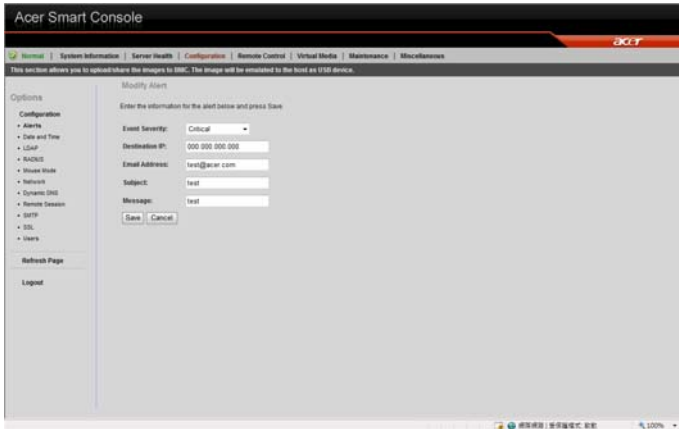 Acer Smart Console
acer
Normal | System Information | Server Health | Configuration | Remote Control | Virtual Media | Maintenance | Miscellaneous
This section allows you to upload/share the images to BMC. The image will be emulated to the host as USB device.
Options
Configuration
• Alerts
• Date and Time
• LDAP
• RADIUS
• Mouse Mode
• Network
• Dynamic DNS
• Remote Session
• SMTP
• SSL
• Users
Refresh Page
Logout
Modify Alert
Enter the information for the alert below and press Save
Event Severity: Critical
Destination IP: 000.000.000.000
Email Address: test@acer.com
Subject: test
Message: test
Save Cancel
100%